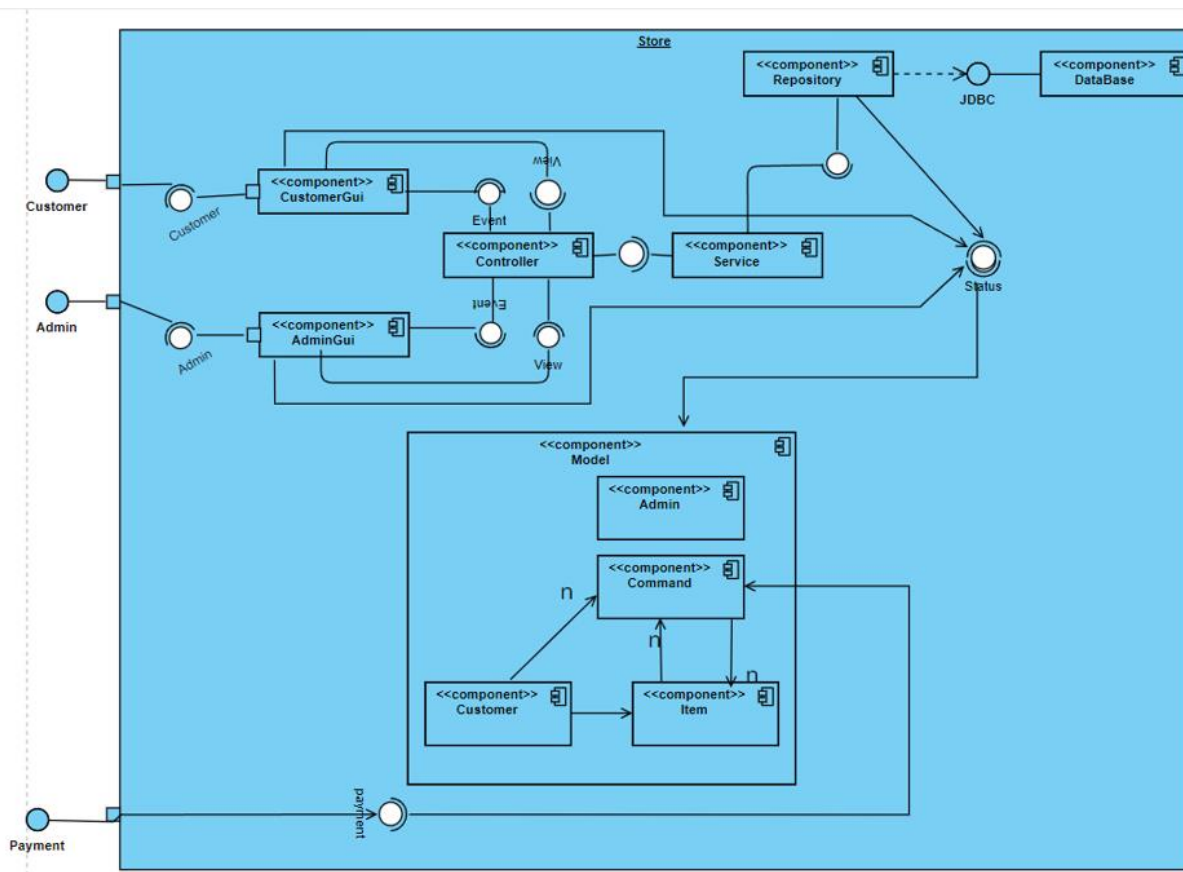 Store
<<component>>
Repository
JDBC
<<component>>
DataBase
Customer
Customer
<<component>>
CustomerGui
View
Event
<<component>>
Controller
<<component>>
Service
Status
Admin
Admin
<<component>>
AdminGui
Event
View
<<component>>
Model
<<component>>
Admin
<<component>>
Command
n
n
n
<<component>>
Customer
<<component>>
Item
payment
Payment